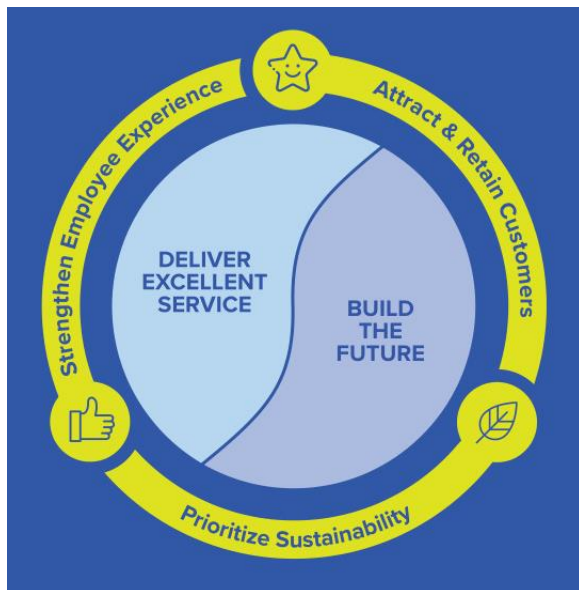 Strengthen Employee Experience
Attract & Retain Customers
DELIVER
EXCELLENT
SERVICE
BUILD
THE
FUTURE
Prioritize Sustainability